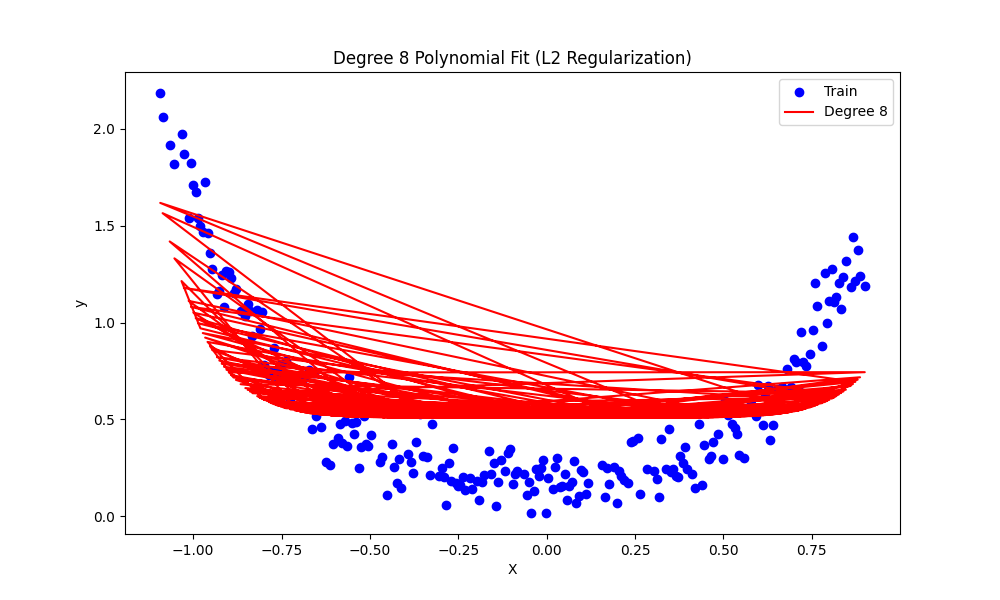 Degree 8 Polynomial Fit (L2 Regularization)
Train
Degree 8
2.0
1.5
1.0
0.5
0.0
y
−1.00 −0.75 −0.50 −0.25 0.00 0.25 0.50 0.75
X